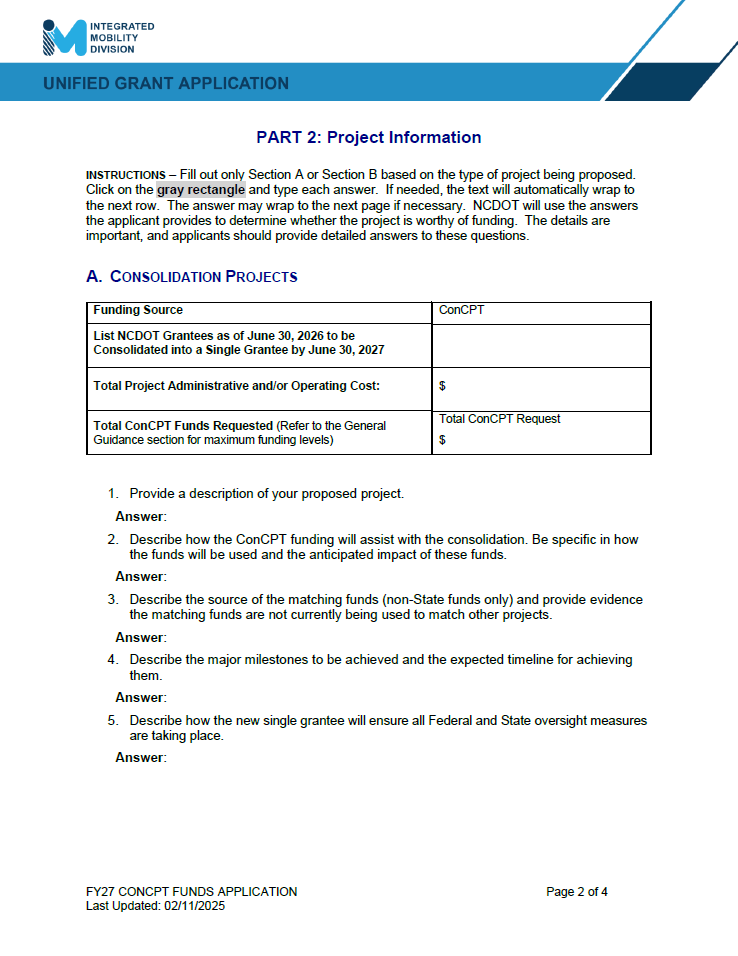 INTEGRATED
MOBILITY
DIVISION
UNIFIED GRANT APPLICATION
PART 2: Project Information
INSTRUCTIONS – Fill out only Section A or Section B based on the type of project being proposed.
Click on the gray rectangle and type each answer.  If needed, the text will automatically wrap to
the next row.  The answer may wrap to the next page if necessary.  NCDOT will use the answers
the applicant provides to determine whether the project is worthy of funding.  The details are
important, and applicants should provide detailed answers to these questions.
A. CONSOLIDATION PROJECTS
Funding Source
ConCPT
List NCDOT Grantees as of June 30, 2026 to be
Consolidated into a Single Grantee by June 30, 2027
Total Project Administrative and/or Operating Cost:
$
Total ConCPT Funds Requested (Refer to the General
Guidance section for maximum funding levels)
Total ConCPT Request
$
1. Provide a description of your proposed project.
Answer:
2. Describe how the ConCPT funding will assist with the consolidation. Be specific in how
the funds will be used and the anticipated impact of these funds.
Answer:
3. Describe the source of the matching funds (non-State funds only) and provide evidence
the matching funds are not currently being used to match other projects.
Answer:
4. Describe the major milestones to be achieved and the expected timeline for achieving
them.
Answer:
5. Describe how the new single grantee will ensure all Federal and State oversight measures
are taking place.
Answer:
FY27 CONCPT FUNDS APPLICATION
Page 2 of 4
Last Updated: 02/11/2025